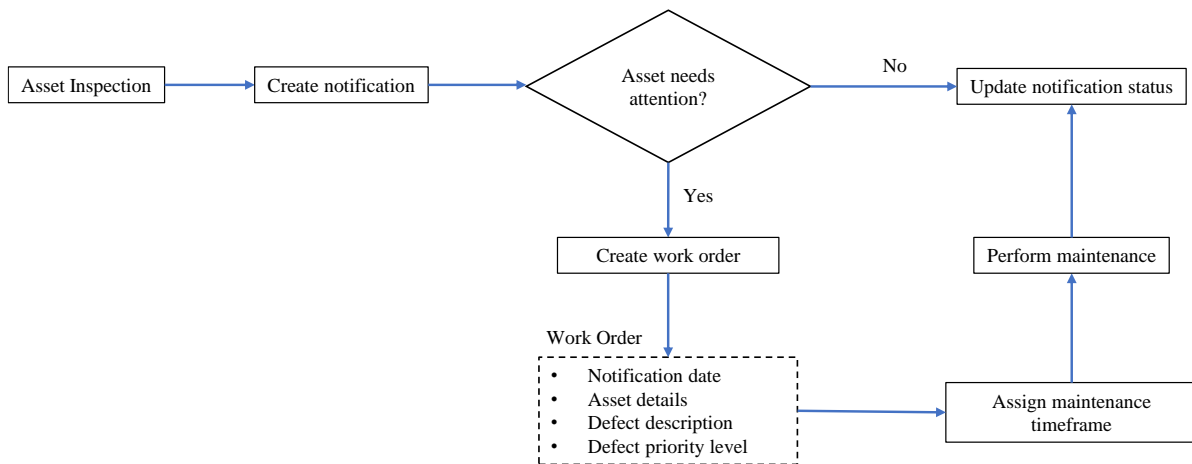 Asset Inspection
Create notification
Asset needs
attention?
No
Update notification status
Yes
Create work order
Perform maintenance
Work Order
• Notification date
• Asset details
• Defect description
• Defect priority level
Assign maintenance
timeframe